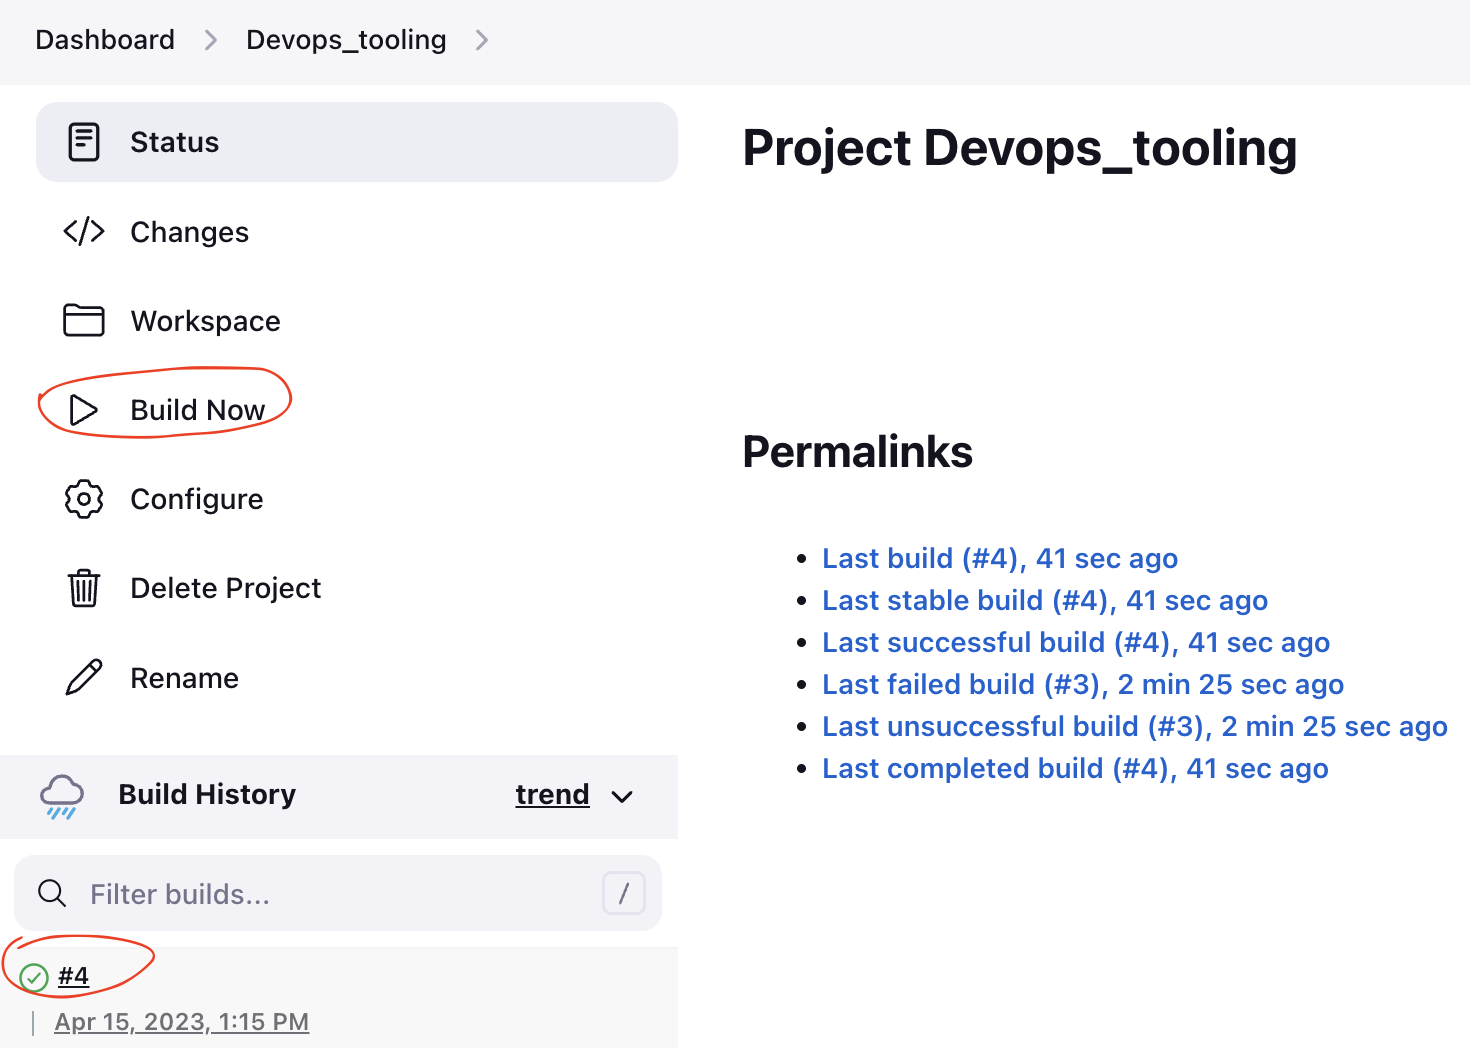 Dashboard > Devops_tooling >
Status
Changes
Workspace
Build Now
Configure
Delete Project
Rename
Build History trend
Filter builds... /
#4
Apr 15, 2023, 1:15 PM
Project Devops_tooling
Permalinks
• Last build (#4), 41 sec ago
• Last stable build (#4), 41 sec ago
• Last successful build (#4), 41 sec ago
• Last failed build (#3), 2 min 25 sec ago
• Last unsuccessful build (#3), 2 min 25 sec ago
• Last completed build (#4), 41 sec ago